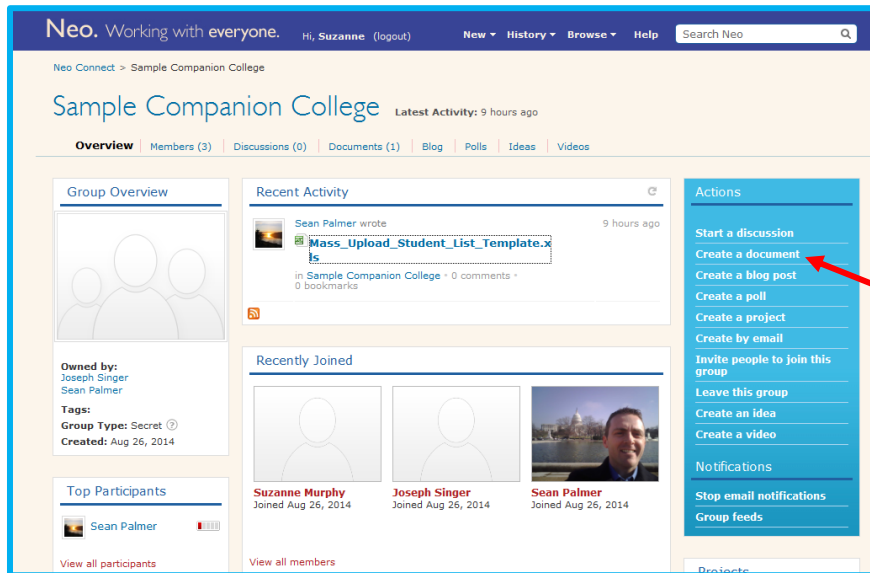 Neo. Working with everyone. Hi, Suzanne (logout) New History Browse Help Search Neo
Neo Connect > Sample Companion College
Sample Companion College Latest Activity: 9 hours ago
Overview Members (3) Discussions (0) Documents (1) Blog Polls Ideas Videos
Group Overview
Owned by:
Joseph Singer
Sean Palmer
Tags:
Group Type: Secret ?
Created: Aug 26, 2014
Top Participants
Sean Palmer
View all participants
Recent Activity
Sean Palmer wrote 9 hours ago
Mass_Upload_Student_List_Template.x
ls
in Sample Companion College • 0 comments •
0 bookmarks
Recently Joined
Suzanne Murphy
Joined Aug 26, 2014
Joseph Singer
Joined Aug 26, 2014
Sean Palmer
Joined Aug 26, 2014
View all members
Actions
Start a discussion
Create a document
Create a blog post
Create a poll
Create a project
Create by email
Invite people to join this
group
Leave this group
Create an idea
Create a video
Notifications
Stop email notifications
Group feeds
Projects